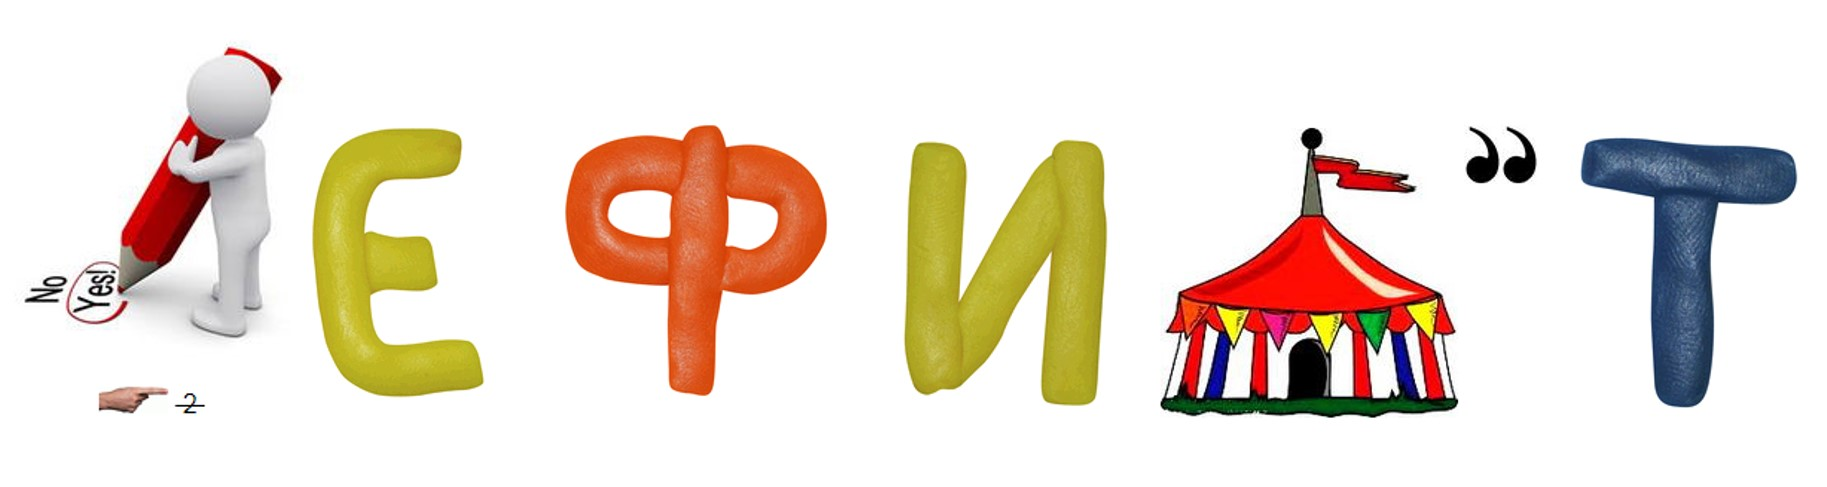 No
Yes!
Е Ф И ,, Т
2